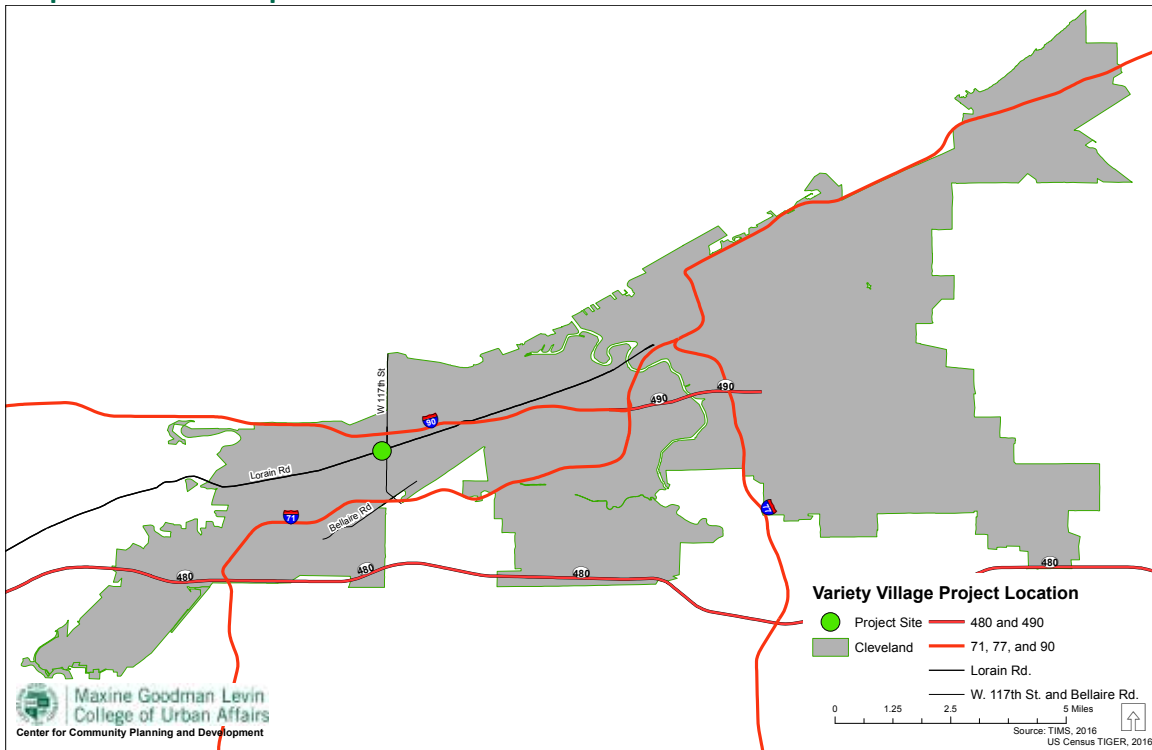 W 117th St
90
490
490
Lorain Rd
71
Bellaire Rd
77
480
480
480
480
Variety Village Project Location
Project Site
480 and 490
Cleveland
71, 77, and 90
Lorain Rd.
W. 117th St. and Bellaire Rd.
0 1.25 2.5 5 Miles
Source: TIMS, 2016
US Census TIGER, 2016
Maxine Goodman Levin
College of Urban Affairs
Center for Community Planning and Development